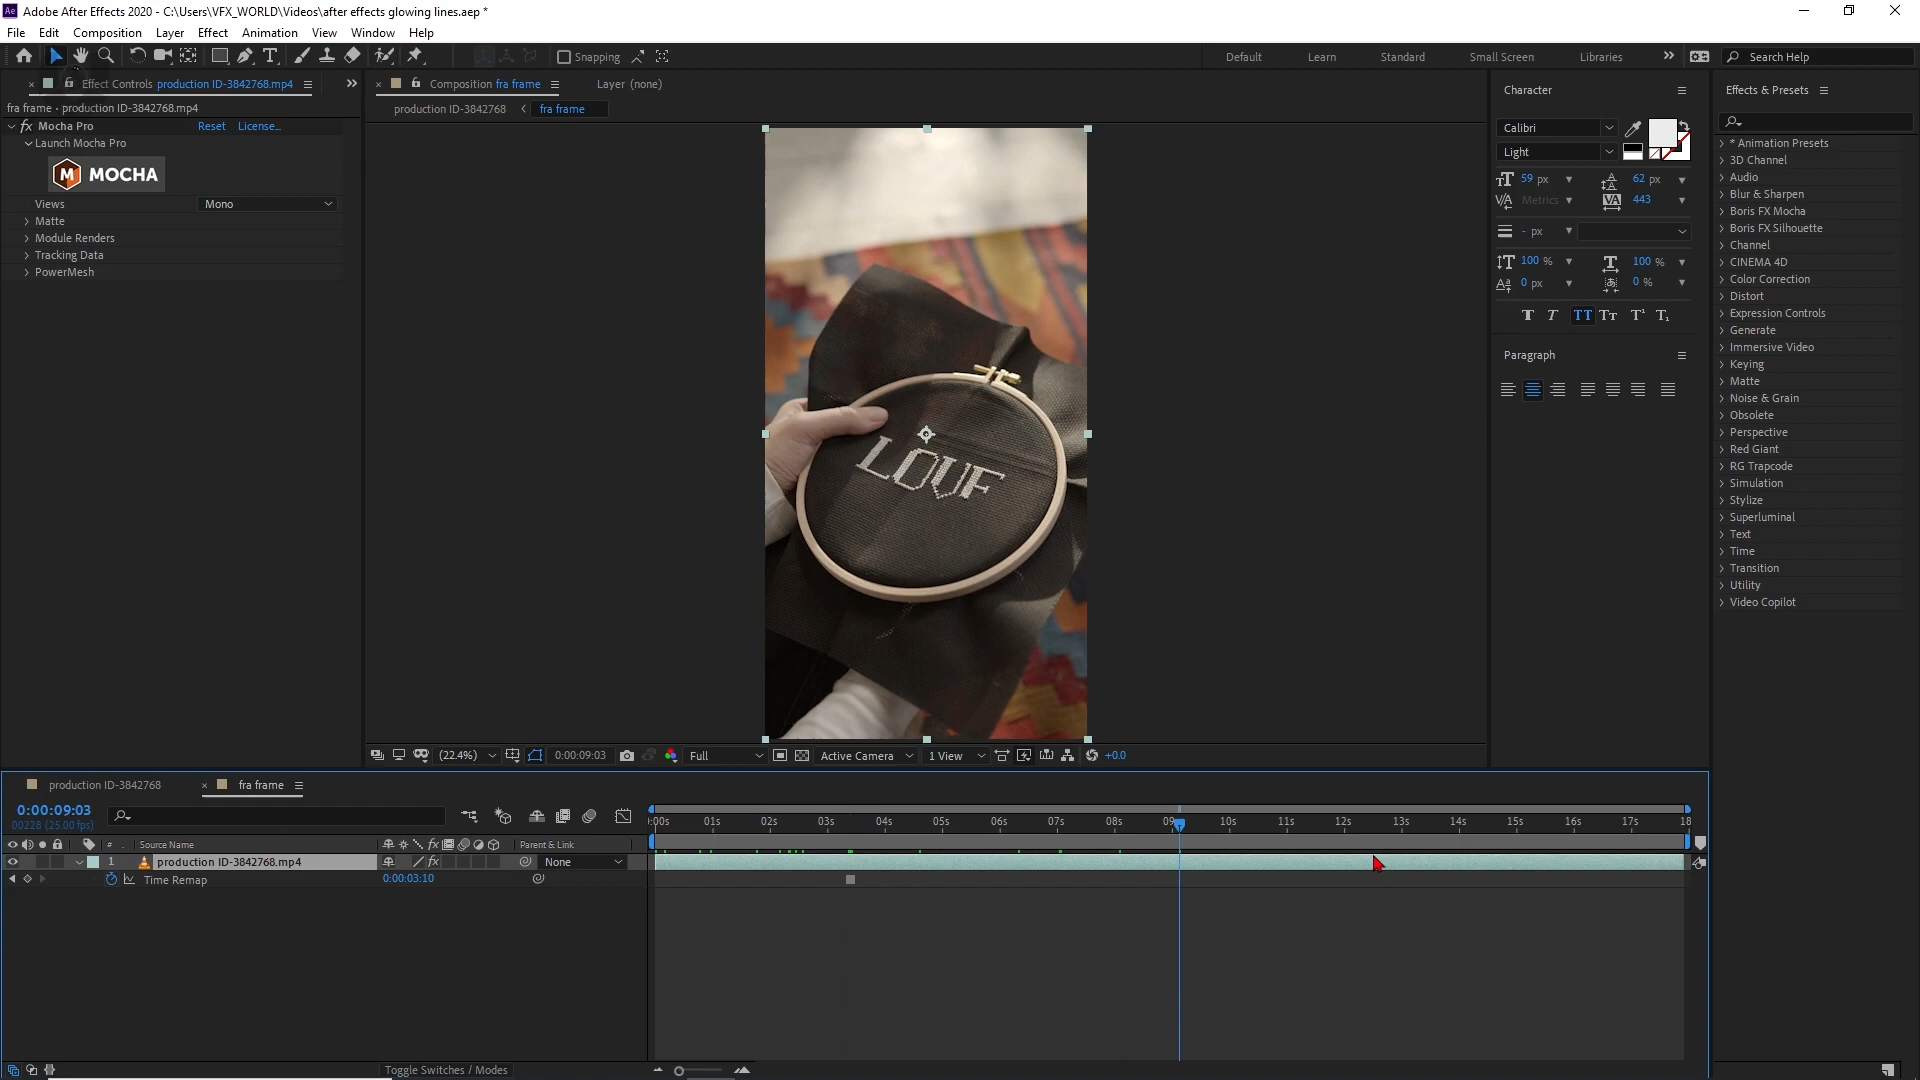 Adobe After Effects 2020 - C:\Users\VFX_WORLD\Videos\after effects glowing lines.aep *
File Edit Composition Layer Effect Animation View Window Help
Snapping
Default Learn Standard Small Screen Libraries
Search Help
Effect Controls production ID-3842768.mp4
fra frame · production ID-3842768.mp4
fx Mocha Pro Reset License...
Launch Mocha Pro
M MOCHA
Views Mono
Matte
Module Renders
Tracking Data
PowerMesh
Composition fra frame
Layer (none)
production ID-3842768 fra frame
LOVE
(22.4%) 0:00:09:03 Full Active Camera 1 View +0.0
Character
Calibri
Light
59 px 62 px
Metrics 443
- px
100 % 100 %
0 px 0 %
Paragraph
Effects & Presets
* Animation Presets
3D Channel
Audio
Blur & Sharpen
Boris FX Mocha
Boris FX Silhouette
Channel
CINEMA 4D
Color Correction
Distort
Expression Controls
Generate
Immersive Video
Keying
Matte
Noise & Grain
Obsolete
Perspective
Red Giant
RG Trapcode
Simulation
Stylize
Superluminal
Text
Time
Transition
Utility
Video Copilot
production ID-3842768 fra frame
0:00:09:03
00228 (25.00 fps)
:00s 01s 02s 03s 04s 05s 06s 07s 08s 09s 10s 11s 12s 13s 14s 15s 16s 17s 18
# Source Name Parent & Link
1 production ID-3842768.mp4 None
Time Remap 0:00:03:10
Toggle Switches / Modes